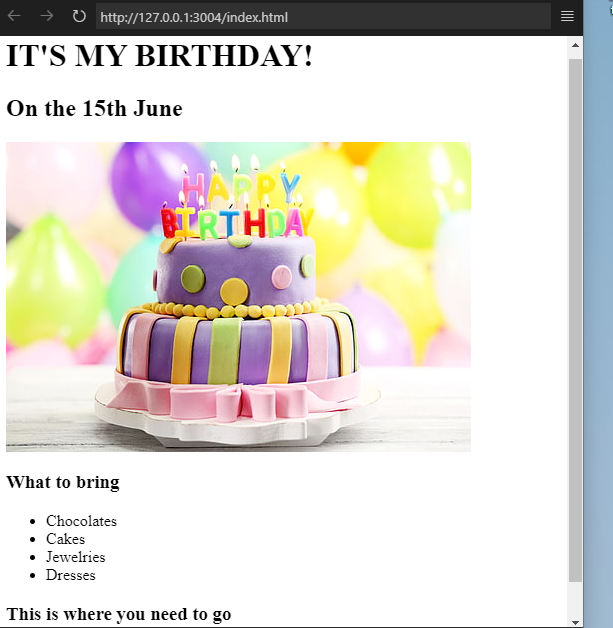 http://127.0.0.1:3004/index.html
IT'S MY BIRTHDAY!
On the 15th June
HAPPY
BIRTHDAY
What to bring
Chocolates
Cakes
Jewelries
Dresses
This is where you need to go